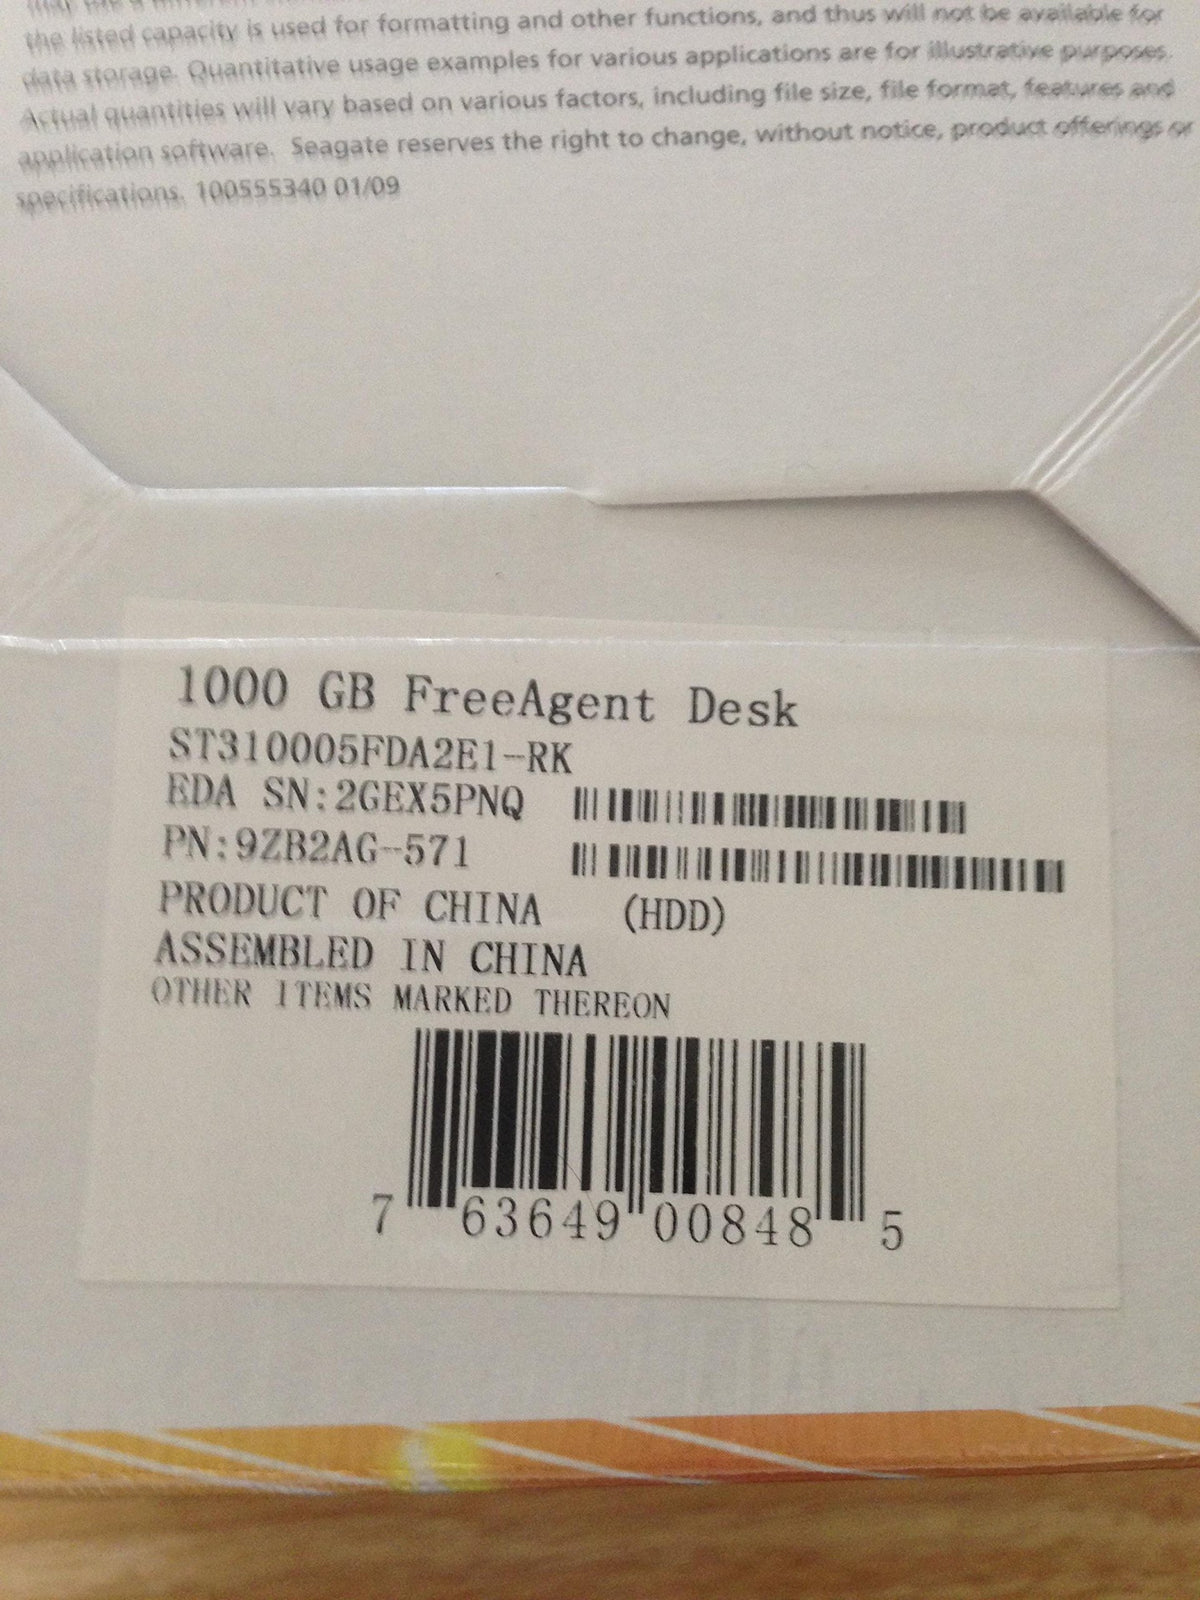 the listed capacity is used for formatting and other functions, and thus will not be available for
data storage. Quantitative usage examples for various applications are for illustrative purposes.
Actual quantities will vary based on various factors, including file size, file format, features and
application software. Seagate reserves the right to change, without notice, product offerings or
specifications. 100555340 01/09
1000 GB FreeAgent Desk
ST310005FDA2E1-RK
EDA SN:2GEX5PNQ
PN:9ZB2AG-571
PRODUCT OF CHINA (HDD)
ASSEMBLED IN CHINA
OTHER ITEMS MARKED THEREON
7 63649 00848 5